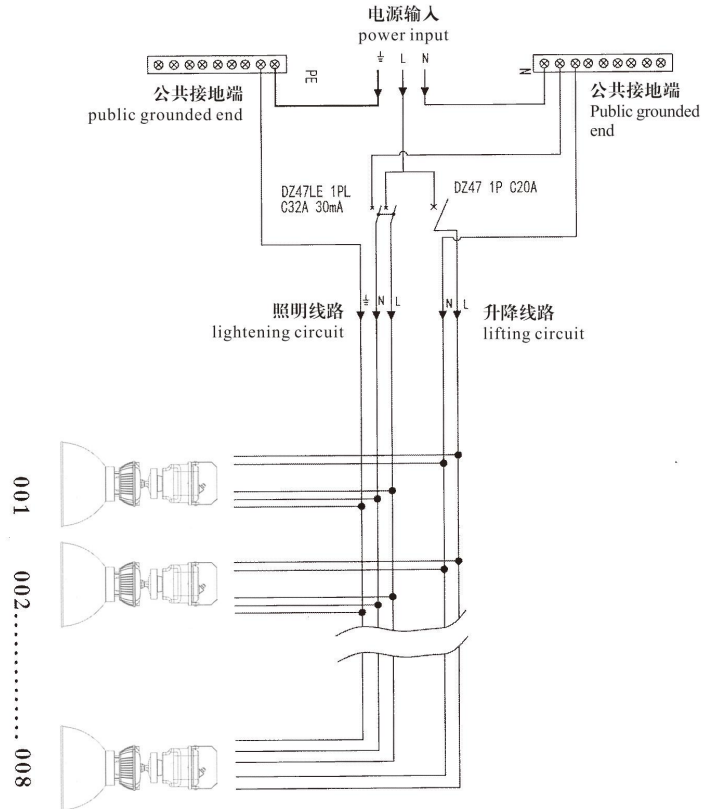 电源输入
power input
L N
PE
N
公共接地端
public grounded end
公共接地端
Public grounded
end
DZ47LE 1PL
C32A 30mA
DZ47 1P C20A
照明线路
lightening circuit
N L
N L
升降线路
lifting circuit
001
002..............008